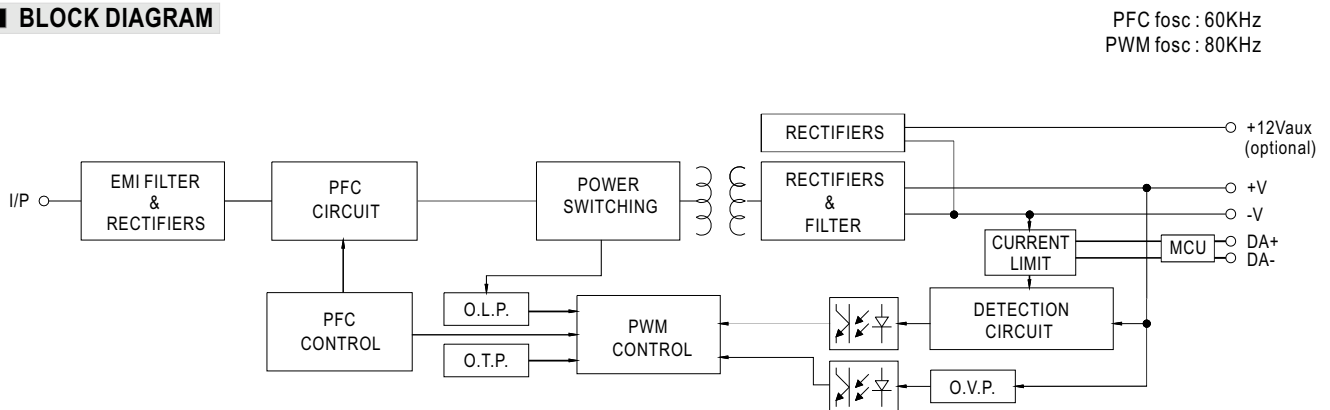 BLOCK DIAGRAM
PFC fosc : 60KHz
PWM fosc : 80KHz
RECTIFIERS
+12Vaux
(optional)
I/P
EMI FILTER
&
RECTIFIERS
PFC
CIRCUIT
POWER
SWITCHING
RECTIFIERS
&
FILTER
+V
-V
CURRENT
LIMIT
MCU
DA+
DA-
PFC
CONTROL
O.L.P.
O.T.P.
PWM
CONTROL
DETECTION
CIRCUIT
O.V.P.